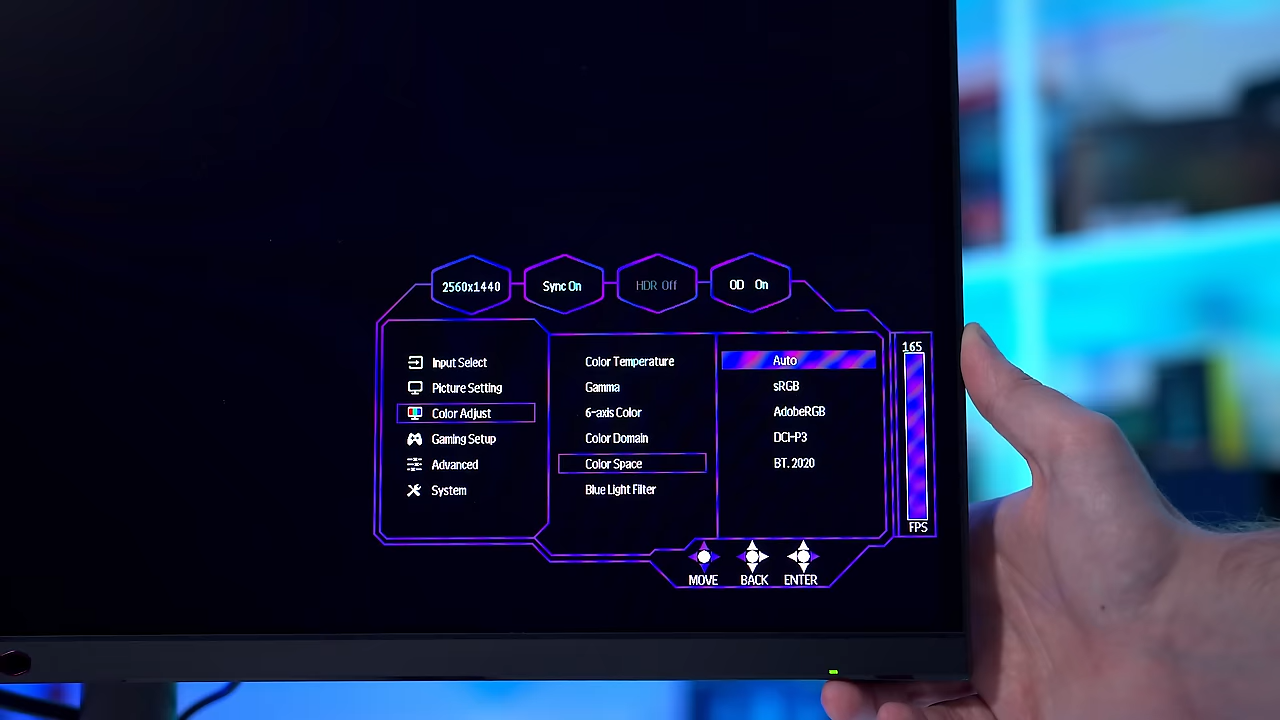 2560x1440
Sync On
HDR Off
OD On
Input Select
Picture Setting
Color Adjust
Gaming Setup
Advanced
System
Color Temperature
Gamma
6-axis Color
Color Domain
Color Space
Blue Light Filter
Auto
sRGB
AdobeRGB
DCI-P3
BT. 2020
165
FPS
MOVE
BACK
ENTER